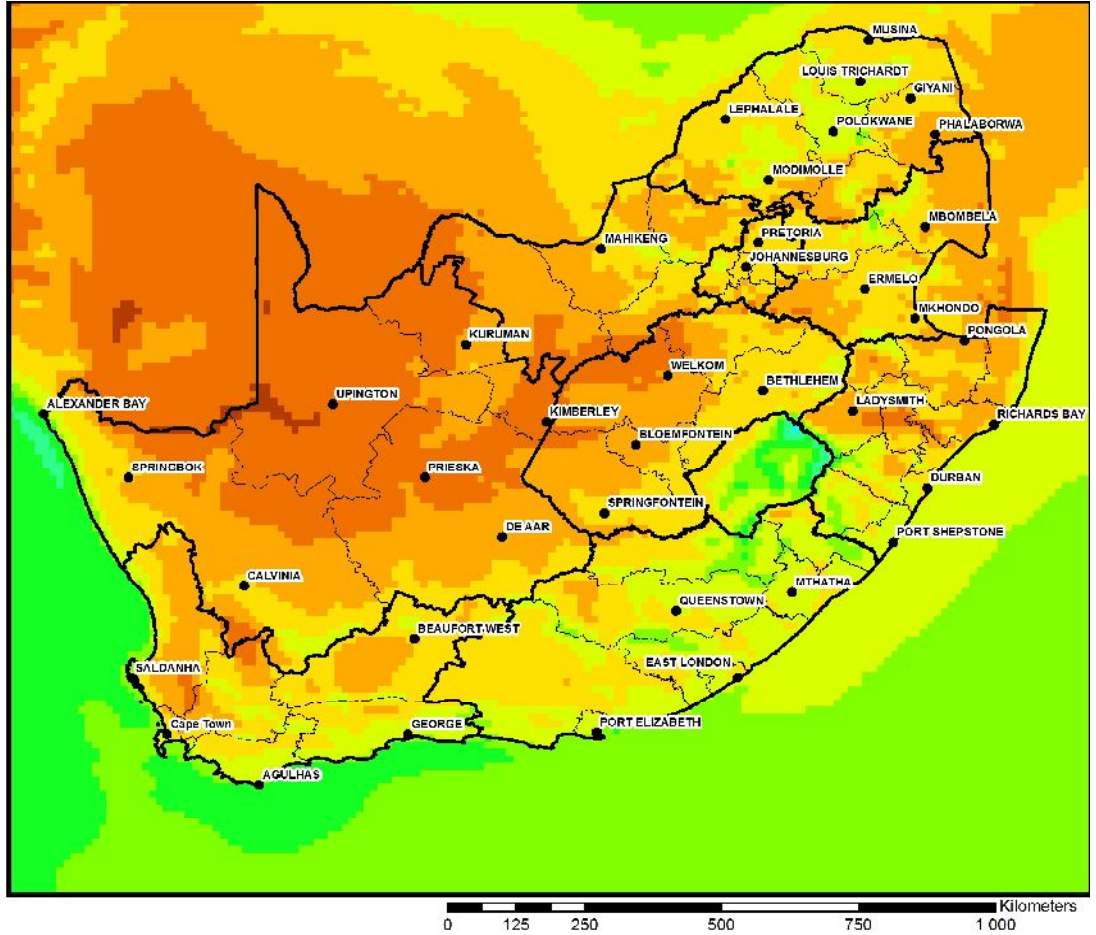 MUSINA
LOUIS TRICHARDT
GIYANI
LEPHALALE
POLOKWANE
PHALABORWA
MODIMOLLE
MBOMBELA
PRETORIA
MAHIKENG
JOHANNESBURG
ERMELO
MKHONDO
KURUMAN
PONGOLA
WELKOM
BETHLEHEM
UPINGTON
ALEXANDER BAY
LADYSMITH
KIMBERLEY
RICHARDS BAY
BLOEMFONTEIN
SPRINGBOK
PRIESKA
DURBAN
SPRINGFONTEIN
DE AAR
PORT SHEPSTONE
CALVINIA
MTHATHA
QUEENSTOWN
BEAUFORT-WEST
EAST LONDON
SALDANHA
Cape Town
GEORGE
PORT ELIZABETH
AGULHAS
Kilometers
0 125 250 500 750 1 000